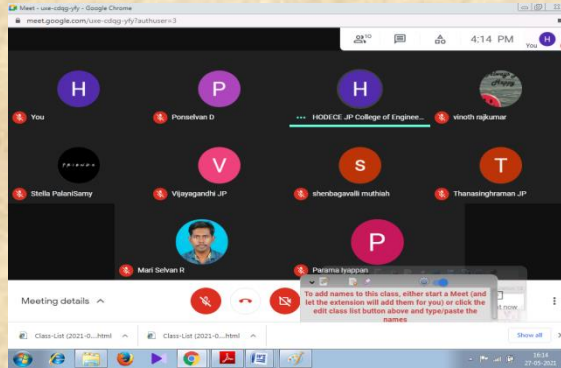 Meet - uxe-cdqg-yfy - Google Chrome
meet.google.com/uxe-cdqg-yfy?authuser=3
10
4:14 PM
You
H
H
P
H
Happy
You
Ponselvan D
HODECE JP College of Enginee...
vinoth rajkumar
friends
V
S
T
Stella PalaniSamy
Vijayagandhi JP
shenbagavalli muthiah
Thanasinghraman JP
P
Mari Selvan R
Parama Iyappan
Meeting details
To add names to this class, either start a Meet (and
let the extension will add them for you) or click the
edit class list button above and type/paste the
names
t now
Class-List (2021-0....html
Class-List (2021-0....html
Show all
16:14
27-05-2021